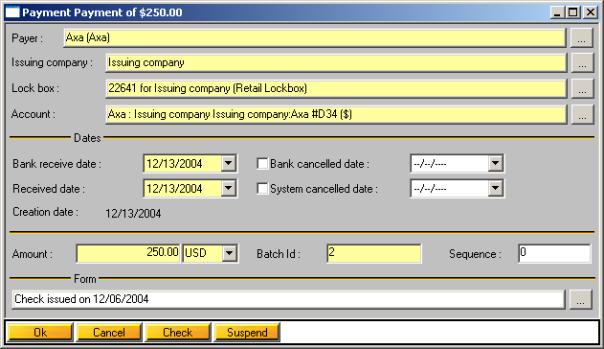 Payment Payment of $250.00
Payer : Axa (Axa) ...
Issuing company : Issuing company ...
Lock box : 22641 for Issuing company (Retail Lockbox) ...
Account : Axa : Issuing company Issuing company:Axa #D34 ($) ...
Dates
Bank receive date : 12/13/2004 Bank cancelled date : --/--/----
Received date : 12/13/2004 System cancelled date : --/--/----
Creation date : 12/13/2004
Amount : 250.00 USD Batch Id : 2 Sequence : 0
Form
Check issued on 12/06/2004 ...
Ok Cancel Check Suspend